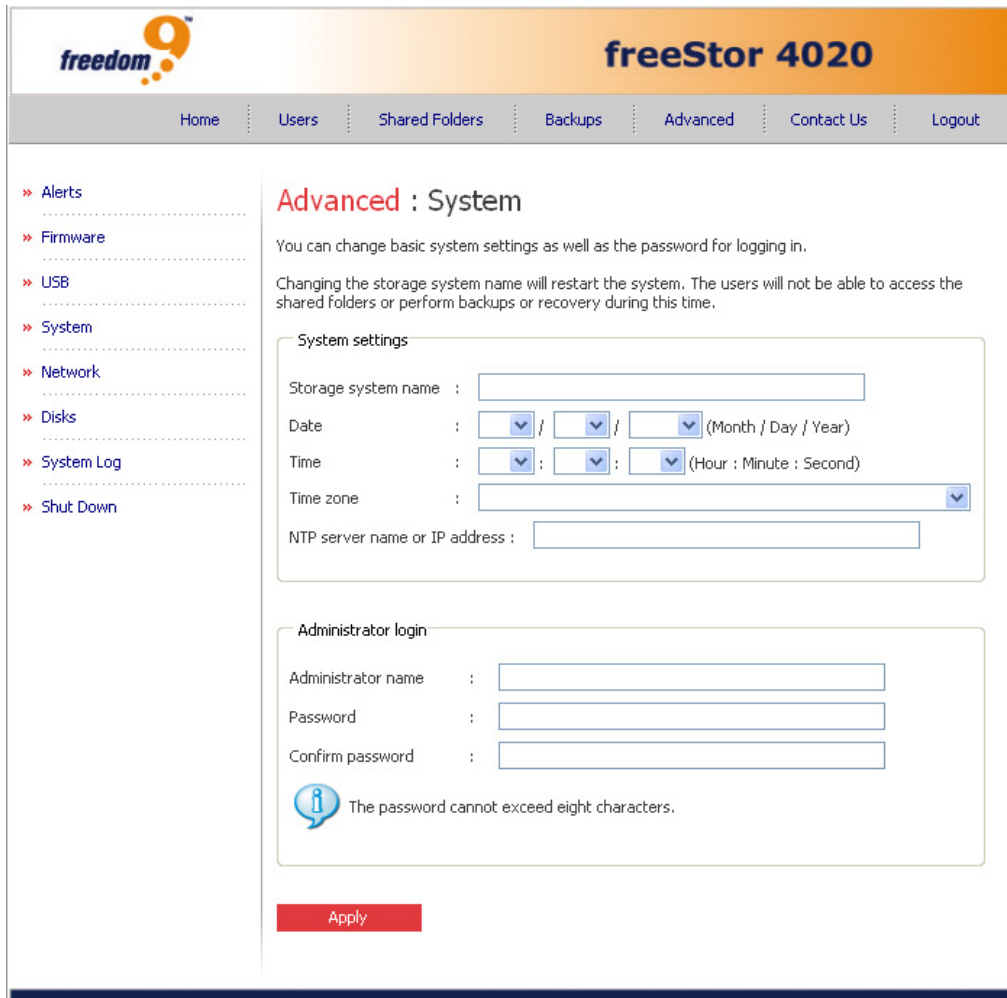 freedom9™
freeStor 4020
Home Users Shared Folders Backups Advanced Contact Us Logout
» Alerts
» Firmware
» USB
» System
» Network
» Disks
» System Log
» Shut Down
Advanced : System
You can change basic system settings as well as the password for logging in.
Changing the storage system name will restart the system. The users will not be able to access the
shared folders or perform backups or recovery during this time.
System settings
Storage system name :
Date : / / (Month / Day / Year)
Time : : : (Hour : Minute : Second)
Time zone :
NTP server name or IP address :
Administrator login
Administrator name :
Password :
Confirm password :
The password cannot exceed eight characters.
Apply